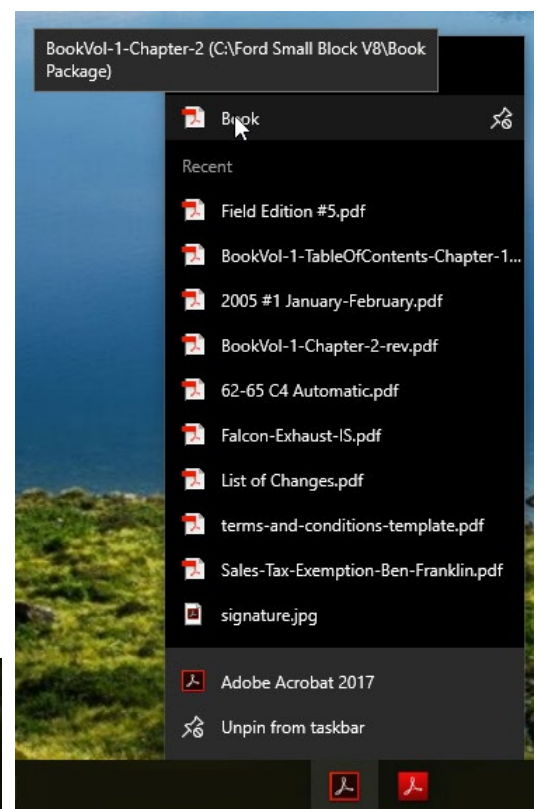 BookVol-1-Chapter-2 (C:\Ford Small Block V8\Book
Package)
Book
Recent
Field Edition #5.pdf
BookVol-1-TableOfContents-Chapter-1...
2005 #1 January-February.pdf
BookVol-1-Chapter-2-rev.pdf
62-65 C4 Automatic.pdf
Falcon-Exhaust-IS.pdf
List of Changes.pdf
terms-and-conditions-template.pdf
Sales-Tax-Exemption-Ben-Franklin.pdf
signature.jpg
Adobe Acrobat 2017
Unpin from taskbar